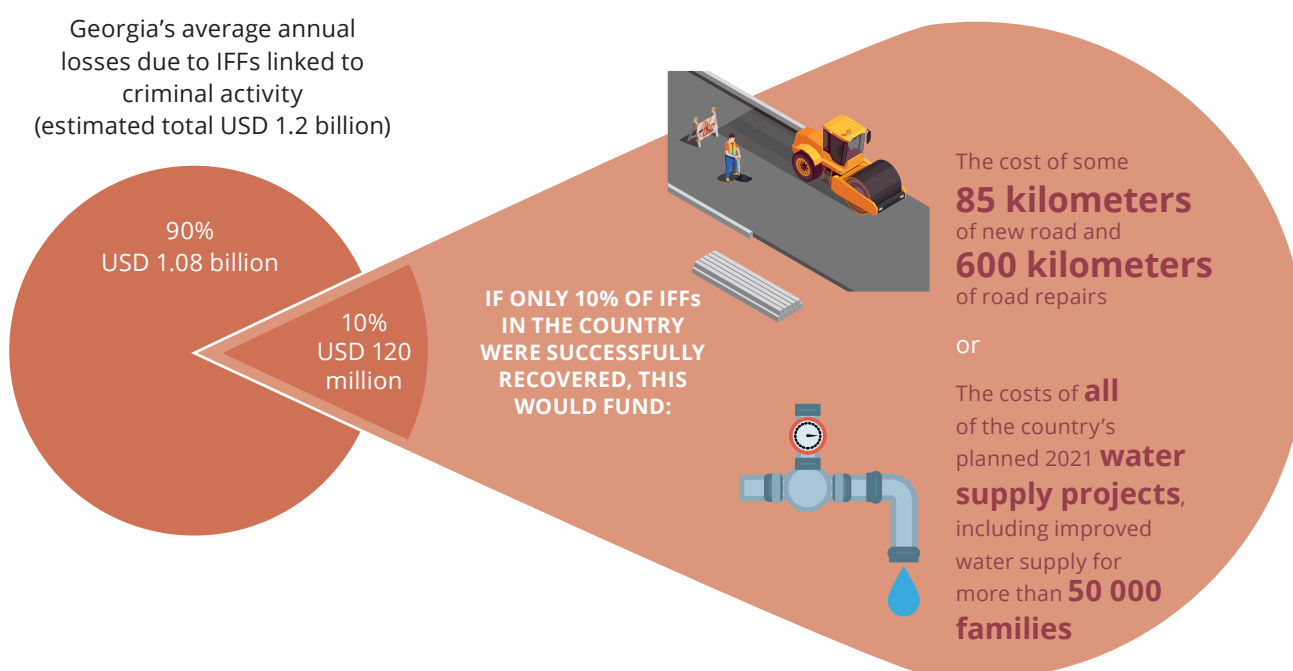 Georgia’s average annual
losses due to IFFs linked to
criminal activity
(estimated total USD 1.2 billion)
90%
USD 1.08 billion
10%
USD 120
million
IF ONLY 10% OF IFFs
IN THE COUNTRY
WERE SUCCESSFULLY
RECOVERED, THIS
WOULD FUND:
The cost of some
85 kilometers
of new road and
600 kilometers
of road repairs
or
The costs of all
of the country’s
planned 2021 water
supply projects,
including improved
water supply for
more than 50 000
families